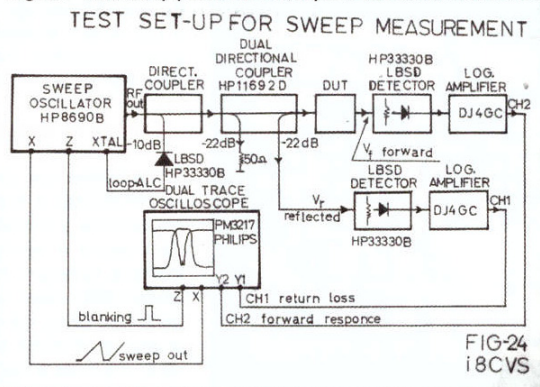 TEST SET-UP FOR SWEEP MEASUREMENT
SWEEP
OSCILLATOR
HP8690B
X Z XTAL
RF
out
DIRECT.
COUPLER
-10dB
LBSD
HP33330B
loop-ALC
DUAL
DIRECTIONAL
COUPLER
HP11692D
-22dB
50Ω
-22dB
DUT
Vf forward
HP33330B
LBSD
DETECTOR
LOG.
AMPLIFIER
DJ4GC
CH2
Vr
reflected
LBSD
DETECTOR
HP33330B
LOG.
AMPLIFIER
DJ4GC
CH1
DUAL TRACE
OSCILLOSCOPE
PM3217
PHILIPS
Z X Y2 Y1
CH1 return loss
CH2 forward responce
blanking
sweep out
FIG-24
i8CVS